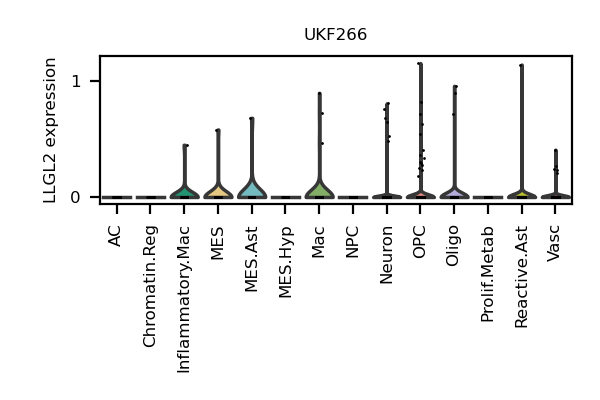 UKF266
LLGL2 expression
1
0
AC
Chromatin.Reg
Inflammatory.Mac
MES
MES.Ast
MES.Hyp
Mac
NPC
Neuron
OPC
Oligo
Prolif.Metab
Reactive.Ast
Vasc